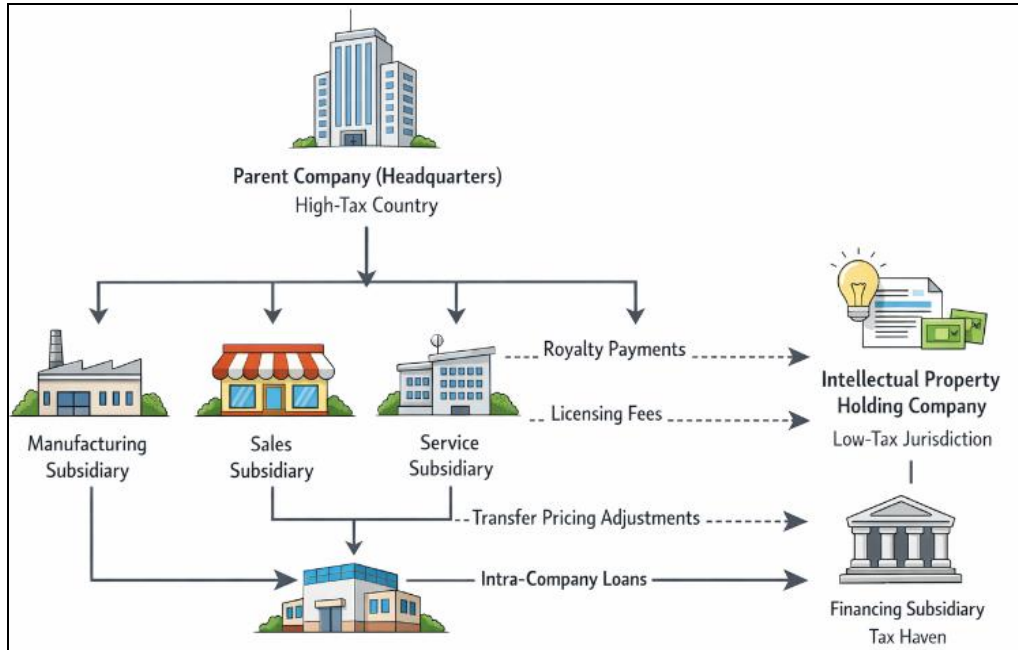 Parent Company (Headquarters)
High-Tax Country
Royalty Payments
Licensing Fees
Intellectual Property
Holding Company
Low-Tax Jurisdiction
Manufacturing
Subsidiary
Sales
Subsidiary
Service
Subsidiary
Transfer Pricing Adjustments
Intra-Company Loans
Financing Subsidiary
Tax Haven